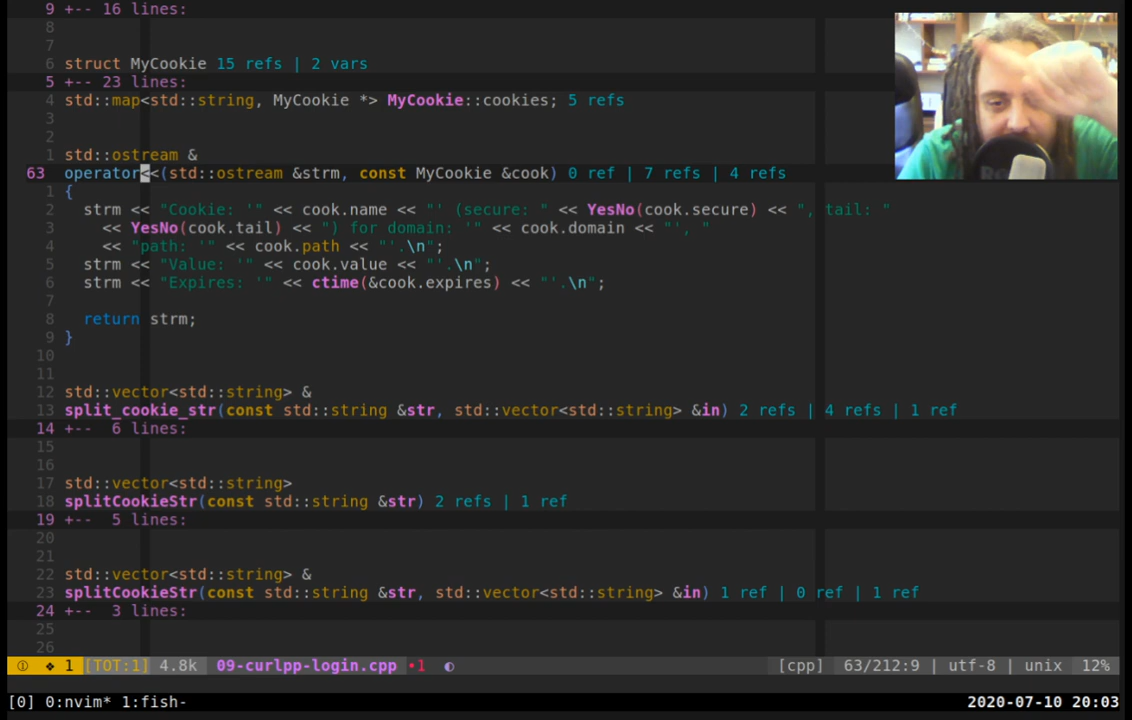 9 +-- 16 lines:
8
7
6 struct MyCookie 15 refs | 2 vars
5 +-- 23 lines:
4 std::map<std::string, MyCookie *> MyCookie::cookies; 5 refs
3
2
1 std::ostream &
63 operator<<(std::ostream &strm, const MyCookie &cook) 0 ref | 7 refs | 4 refs
1 {
2 strm << "Cookie: '" << cook.name << "' (secure: " << YesNo(cook.secure) << ", tail: "
3 << YesNo(cook.tail) << ") for domain: '" << cook.domain << "', "
4 << "path: '" << cook.path << "'.\n";
5 strm << "Value: '" << cook.value << "'.\n";
6 strm << "Expires: '" << ctime(&cook.expires) << "'.\n";
7
8 return strm;
9 }
10
11
12 std::vector<std::string> &
13 split_cookie_str(const std::string &str, std::vector<std::string> &in) 2 refs | 4 refs | 1 ref
14 +-- 6 lines:
15
16
17 std::vector<std::string>
18 splitCookieStr(const std::string &str) 2 refs | 1 ref
19 +-- 5 lines:
20
21
22 std::vector<std::string> &
23 splitCookieStr(const std::string &str, std::vector<std::string> &in) 1 ref | 0 ref | 1 ref
24 +-- 3 lines:
25
26
① ❖ 1 [TOT:1] 4.8k 09-curlpp-login.cpp •1 ◐ [cpp] 63/212:9 | utf-8 | unix 12%
[0] 0:nvim* 1:fish- 2020-07-10 20:03